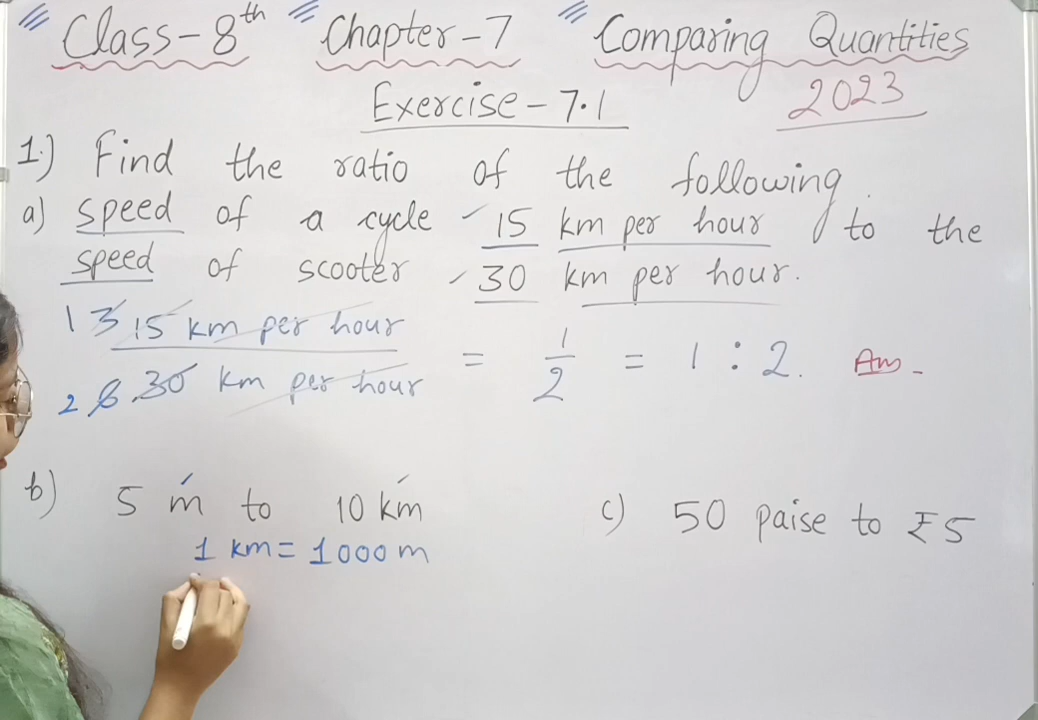 Class-8th Chapter-7 Comparing Quantities
Exercise-7.1 2023
1.) Find the ratio of the following.
a) speed of a cycle 15 km per hour to the
speed of scooter 30 km per hour.
1 3 15 km per hour
2 6 30 km per hour = 1/2 = 1:2. Ans.
b) 5 m to 10 km c) 50 paise to ₹5
1 km = 1000 m